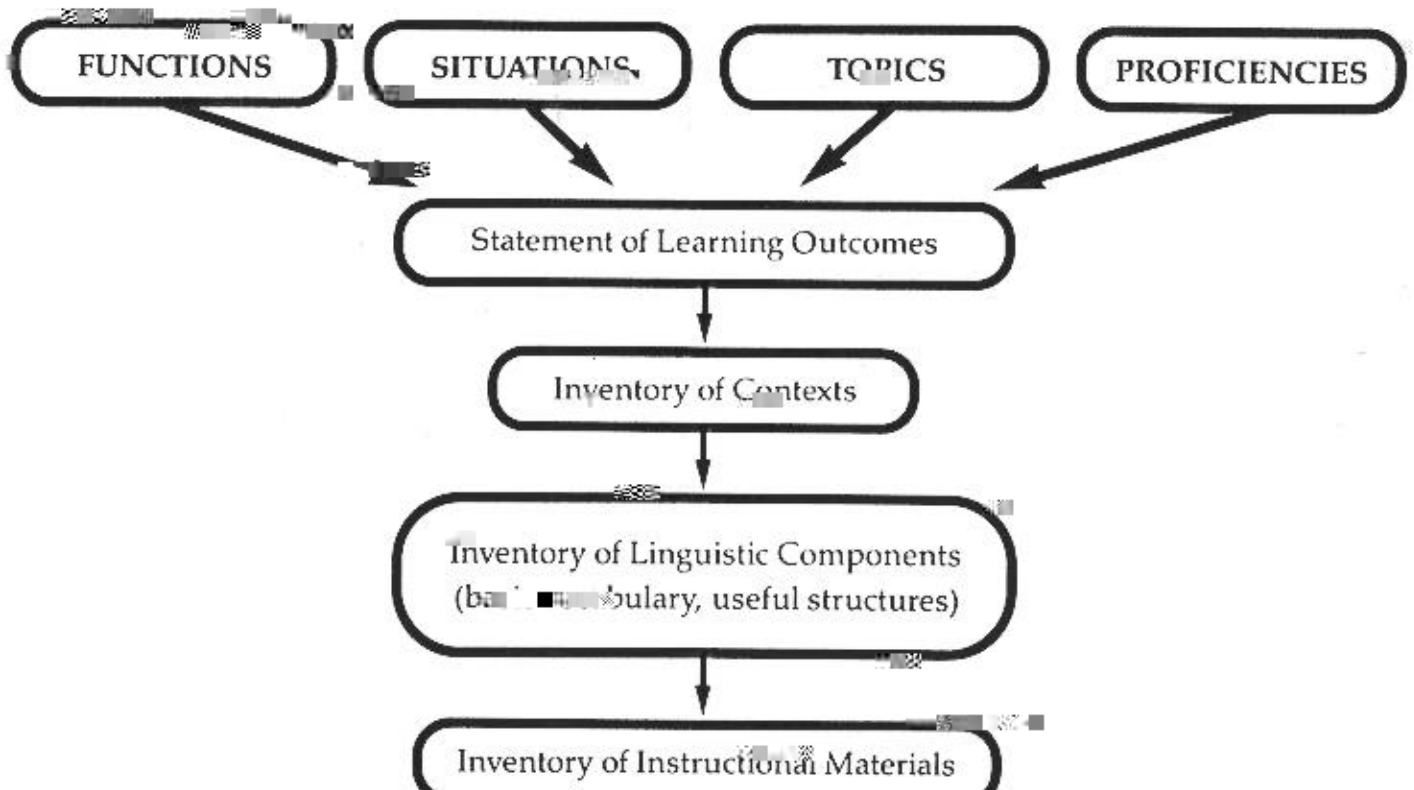 FUNCTIONS
SITUATIONS
TOPICS
PROFICIENCIES
Statement of Learning Outcomes
Inventory of Contexts
Inventory of Linguistic Components
useful structures)
Inventory of Instructional Materials